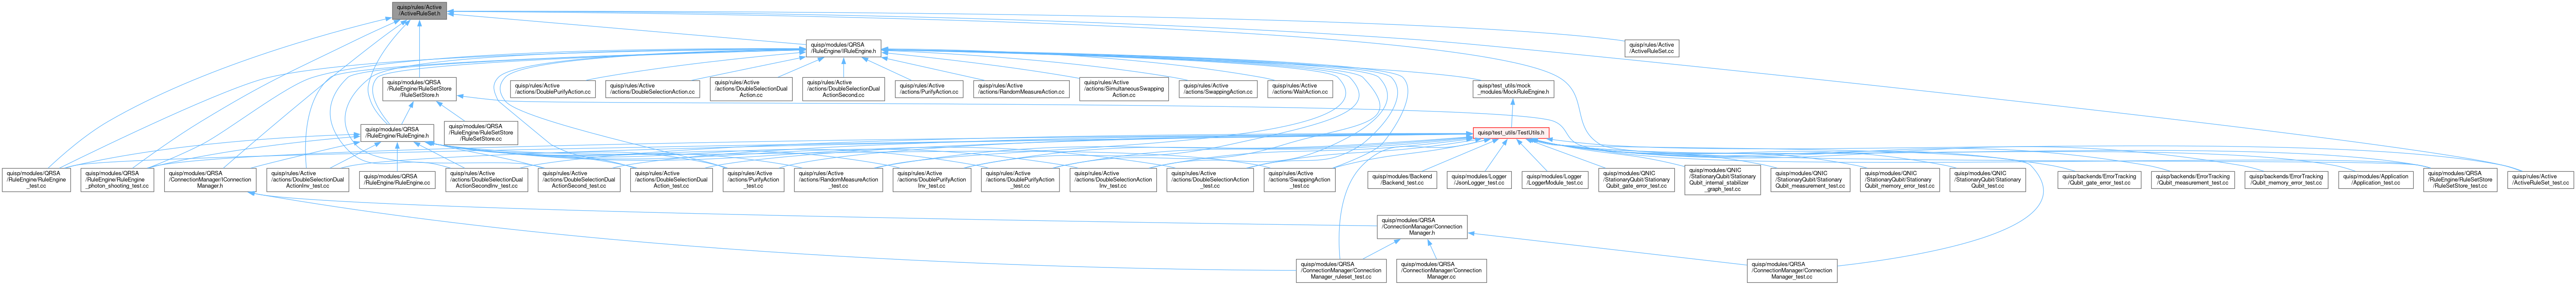 quisp/rules/Active
/ActiveRuleSet.h
quisp/modules/QRSA
/RuleEngine/IRuleEngine.h
quisp/rules/Active
/ActiveRuleSet.cc
quisp/modules/QRSA
/RuleEngine/RuleSetStore
/RuleSetStore.h
quisp/rules/Active
/actions/DoublePurifyAction.cc
quisp/rules/Active
/actions/DoubleSelectionAction.cc
quisp/rules/Active
/actions/DoubleSelectionDual
Action.cc
quisp/rules/Active
/actions/DoubleSelectionDual
ActionSecond.cc
quisp/rules/Active
/actions/PurifyAction.cc
quisp/rules/Active
/actions/RandomMeasureAction.cc
quisp/rules/Active
/actions/SimultaneousSwapping
Action.cc
quisp/rules/Active
/actions/SwappingAction.cc
quisp/rules/Active
/actions/WaitAction.cc
quisp/test_utils/mock
_modules/MockRuleEngine.h
quisp/modules/QRSA
/RuleEngine/RuleEngine.h
quisp/modules/QRSA
/RuleEngine/RuleSetStore
/RuleSetStore.cc
quisp/test_utils/TestUtils.h
quisp/modules/QRSA
/RuleEngine/RuleEngine
_test.cc
quisp/modules/QRSA
/RuleEngine/RuleEngine
_photon_shooting_test.cc
quisp/modules/QRSA
/ConnectionManager/IConnection
Manager.h
quisp/rules/Active
/actions/DoubleSelectionDual
ActionInv_test.cc
quisp/modules/QRSA
/RuleEngine/RuleEngine.cc
quisp/rules/Active
/actions/DoubleSelectionDual
ActionSecondInv_test.cc
quisp/rules/Active
/actions/DoubleSelectionDual
ActionSecond_test.cc
quisp/rules/Active
/actions/DoubleSelectionDual
Action_test.cc
quisp/rules/Active
/actions/PurifyAction
_test.cc
quisp/rules/Active
/actions/RandomMeasureAction
_test.cc
quisp/rules/Active
/actions/DoublePurifyAction
Inv_test.cc
quisp/rules/Active
/actions/DoublePurifyAction
_test.cc
quisp/rules/Active
/actions/DoubleSelectionAction
Inv_test.cc
quisp/rules/Active
/actions/DoubleSelectionAction
_test.cc
quisp/rules/Active
/actions/SwappingAction
_test.cc
quisp/modules/Backend
/Backend_test.cc
quisp/modules/Logger
/JsonLogger_test.cc
quisp/modules/Logger
/LoggerModule_test.cc
quisp/modules/QNIC
/StationaryQubit/Stationary
Qubit_gate_error_test.cc
quisp/modules/QNIC
/StationaryQubit/Stationary
Qubit_internal_stabilizer
_graph_test.cc
quisp/modules/QNIC
/StationaryQubit/Stationary
Qubit_measurement_test.cc
quisp/modules/QNIC
/StationaryQubit/Stationary
Qubit_memory_error_test.cc
quisp/modules/QNIC
/StationaryQubit/Stationary
Qubit_test.cc
quisp/backends/ErrorTracking
/Qubit_gate_error_test.cc
quisp/backends/ErrorTracking
/Qubit_measurement_test.cc
quisp/backends/ErrorTracking
/Qubit_memory_error_test.cc
quisp/modules/Application
/Application_test.cc
quisp/modules/QRSA
/RuleEngine/RuleSetStore
/RuleSetStore_test.cc
quisp/rules/Active
/ActiveRuleSet_test.cc
quisp/modules/QRSA
/ConnectionManager/Connection
Manager.h
quisp/modules/QRSA
/ConnectionManager/Connection
Manager_ruleset_test.cc
quisp/modules/QRSA
/ConnectionManager/Connection
Manager.cc
quisp/modules/QRSA
/ConnectionManager/Connection
Manager_test.cc